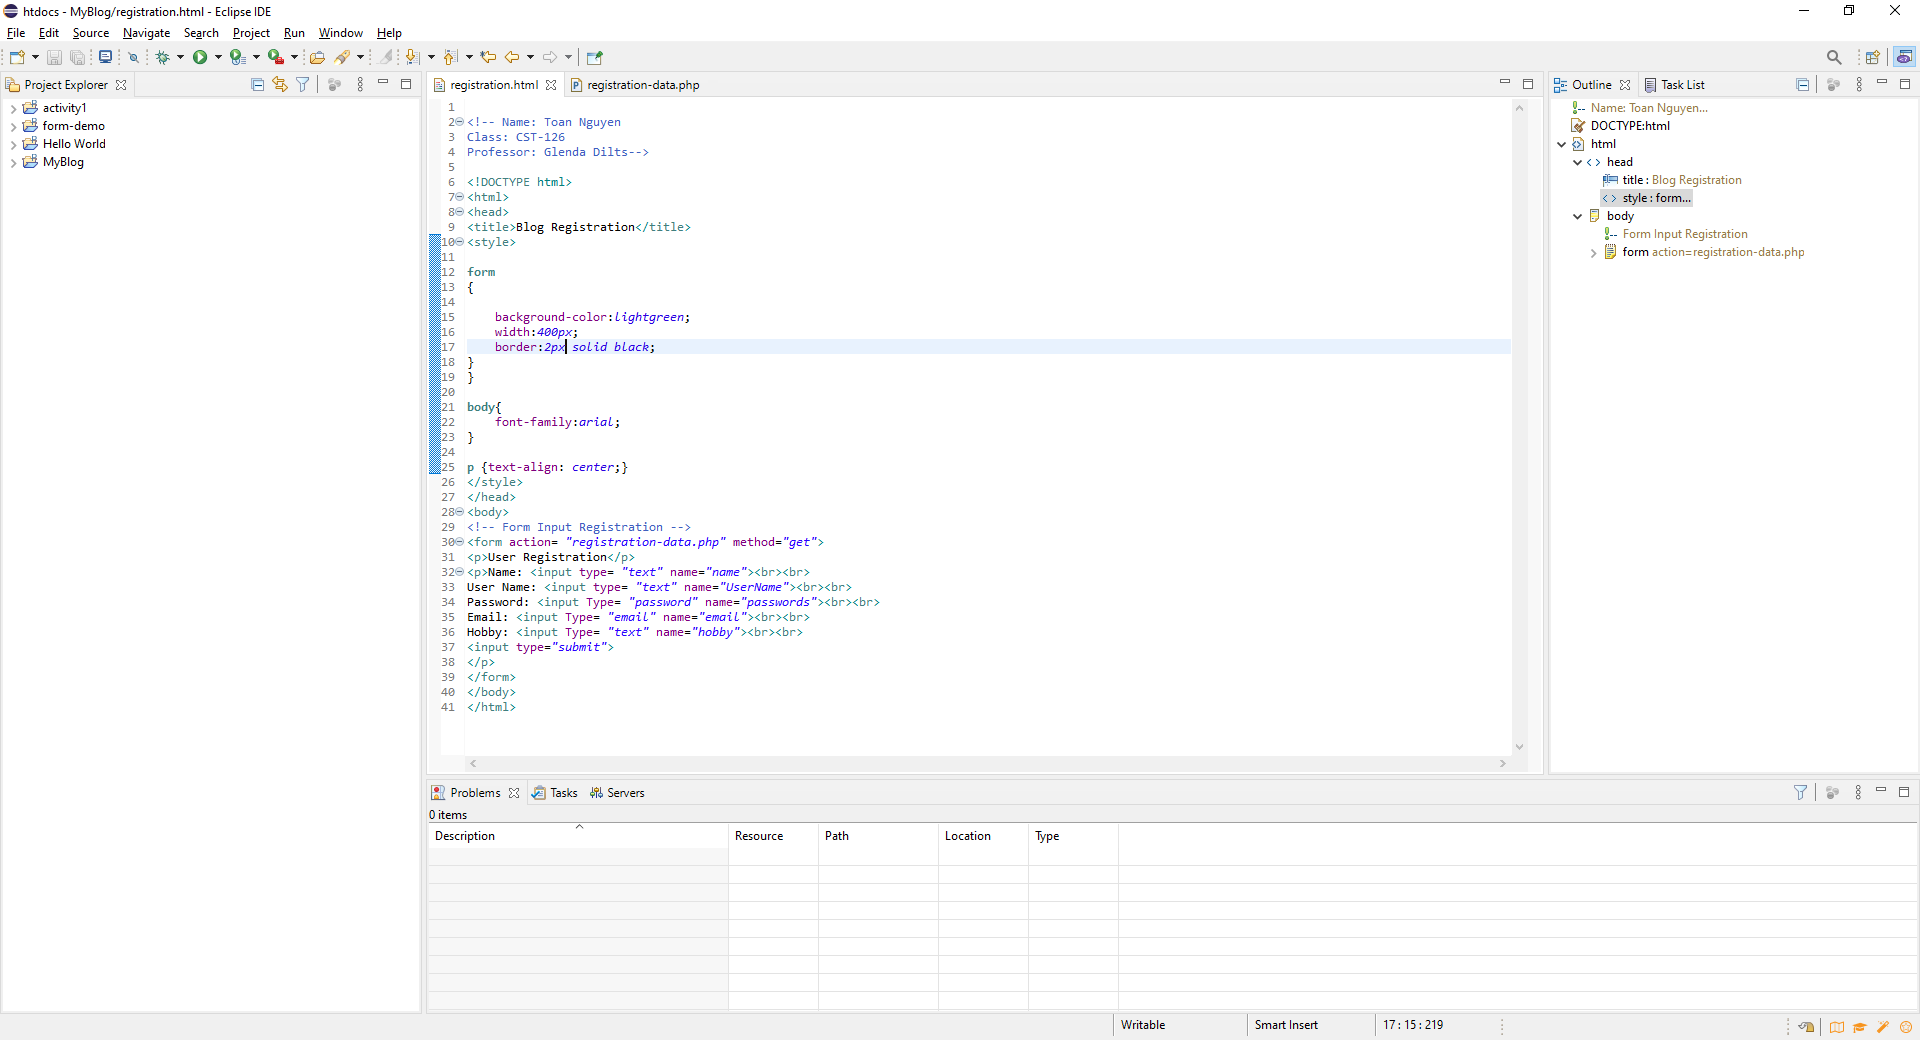 htdocs - MyBlog/registration.html - Eclipse IDE
File Edit Source Navigate Search Project Run Window Help
Project Explorer
activity1
form-demo
Hello World
MyBlog
registration.html
registration-data.php
1
2 <!-- Name: Toan Nguyen
3 Class: CST-126
4 Professor: Glenda Dilts-->
5
6 <!DOCTYPE html>
7 <html>
8 <head>
9 <title>Blog Registration</title>
10 <style>
11
12 form
13 {
14
15 background-color:lightgreen;
16 width:400px;
17 border:2px solid black;
18 }
19 }
20
21 body{
22 font-family:arial;
23 }
24
25 p {text-align: center;}
26 </style>
27 </head>
28 <body>
29 <!-- Form Input Registration -->
30 <form action= "registration-data.php" method="get">
31 <p>User Registration</p>
32 <p>Name: <input type= "text" name="name"><br><br>
33 User Name: <input type= "text" name="UserName"><br><br>
34 Password: <input Type= "password" name="passwords"><br><br>
35 Email: <input Type= "email" name="email"><br><br>
36 Hobby: <input Type= "text" name="hobby"><br><br>
37 <input type="submit">
38 </p>
39 </form>
40 </body>
41 </html>
Outline
Task List
Name: Toan Nguyen...
DOCTYPE:html
html
head
title : Blog Registration
style : form...
body
Form Input Registration
form action=registration-data.php
Problems
Tasks
Servers
0 items
Description Resource Path Location Type
Writable Smart Insert 17 : 15 : 219